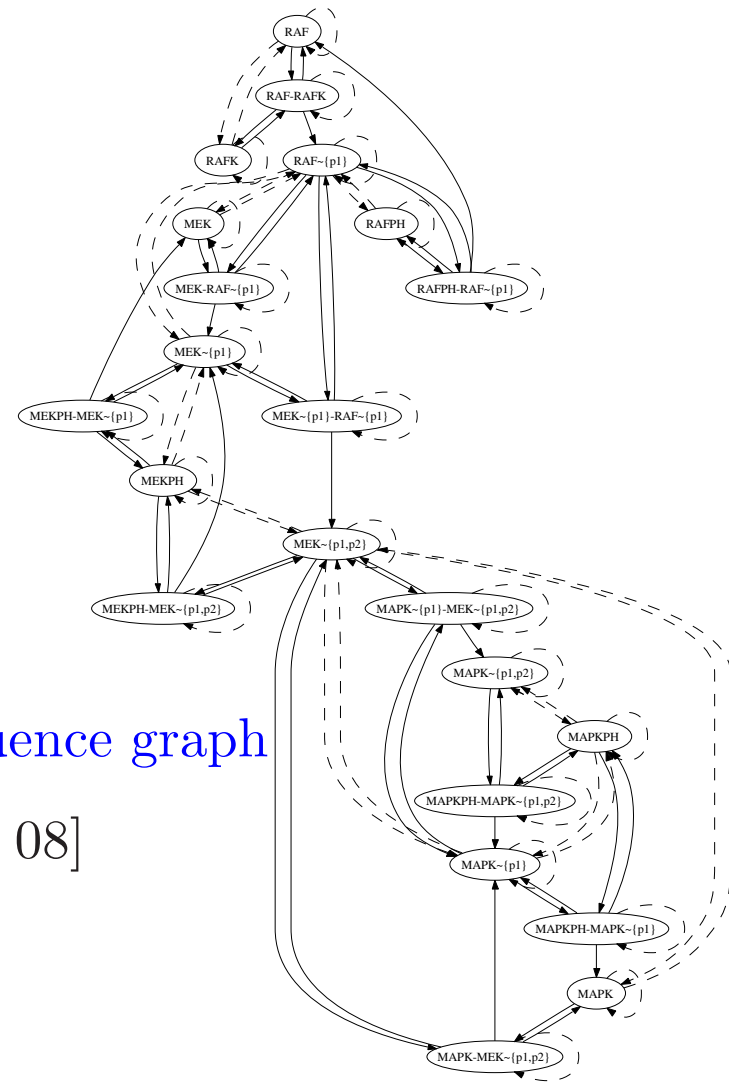 RAF
RAF-RAFK
RAFK
RAF~{p1}
MEK
RAFPH
MEK-RAF~{p1}
RAFPH-RAF~{p1}
MEK~{p1}
MEKPH-MEK~{p1}
MEK~{p1}-RAF~{p1}
MEKPH
MEK~{p1,p2}
MEKPH-MEK~{p1,p2}
MAPK~{p1}-MEK~{p1,p2}
MAPK~{p1,p2}
MAPKPH
uence graph
MAPKPH-MAPK~{p1,p2}
08]
MAPK~{p1}
MAPKPH-MAPK~{p1}
MAPK
MAPK-MEK~{p1,p2}